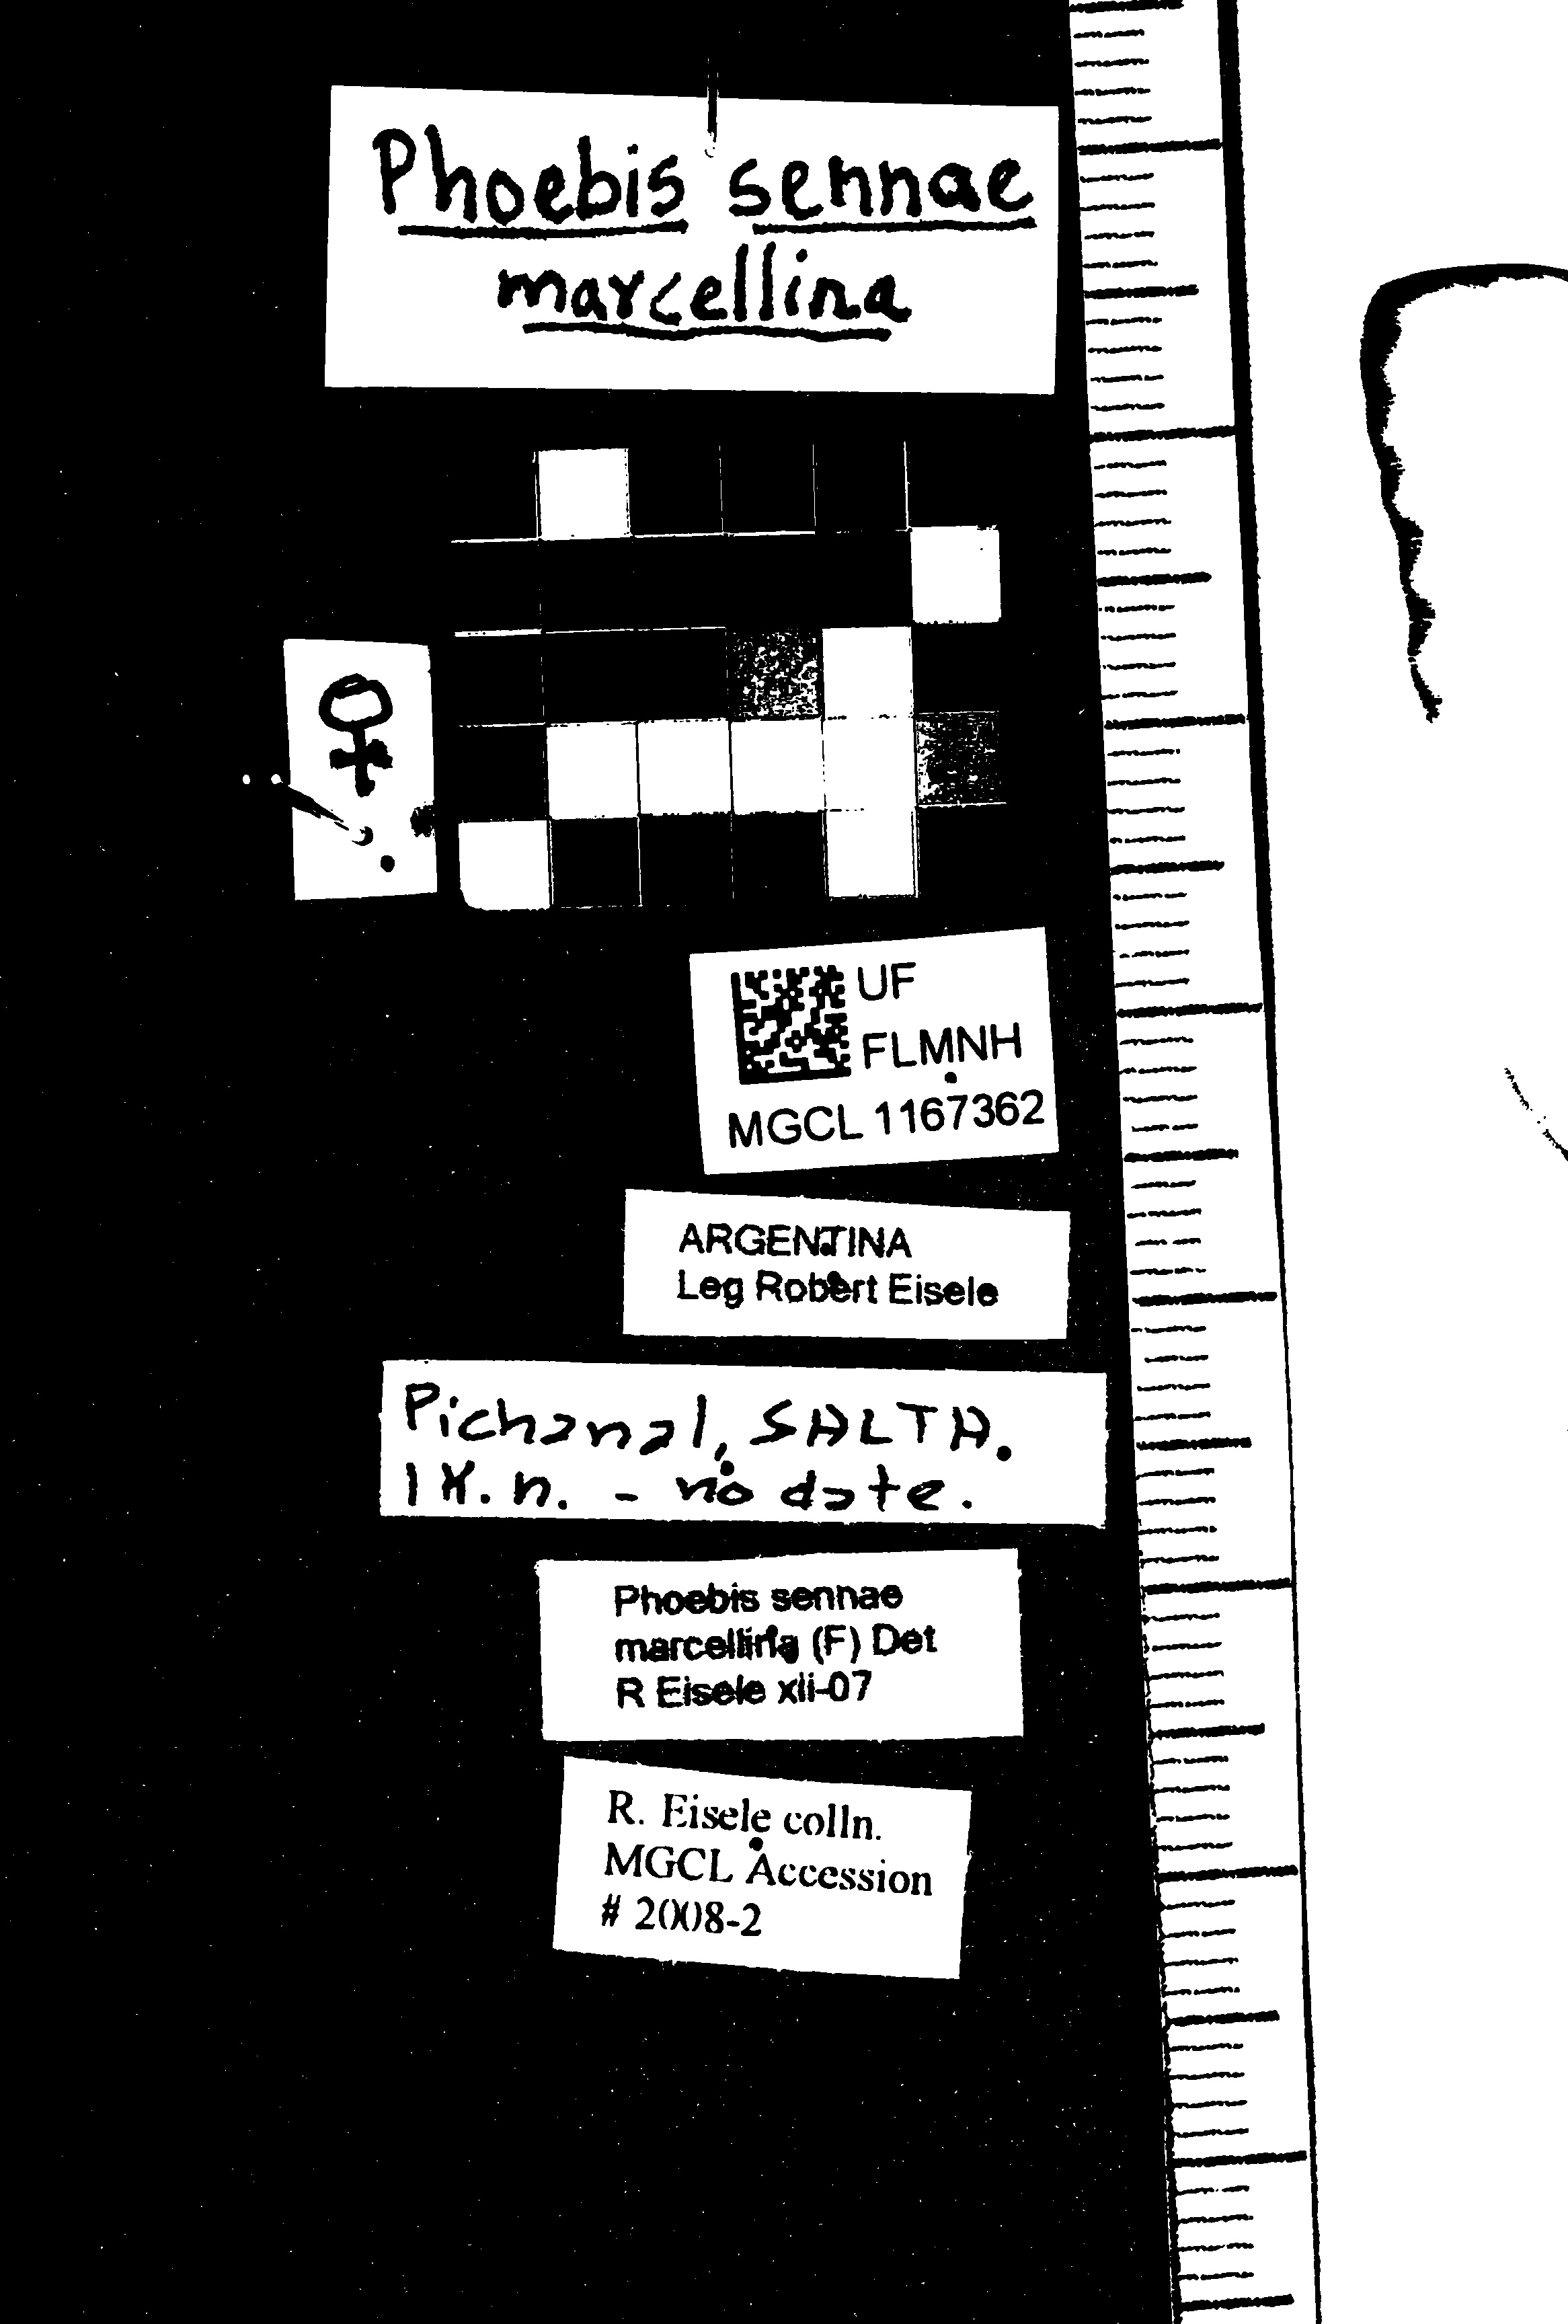 Phoebis sennae
marcellina
♀
UF
FLMNH
MGCL 1167362
ARGENTINA
Leg Robert Eisele
Pichanal, SALTA.
1 K. n. - no date.
Phoebis sennae
marcellina (F) Det
R Eisele xii-07
R. Eisele colln.
MGCL Accession
# 2008-2